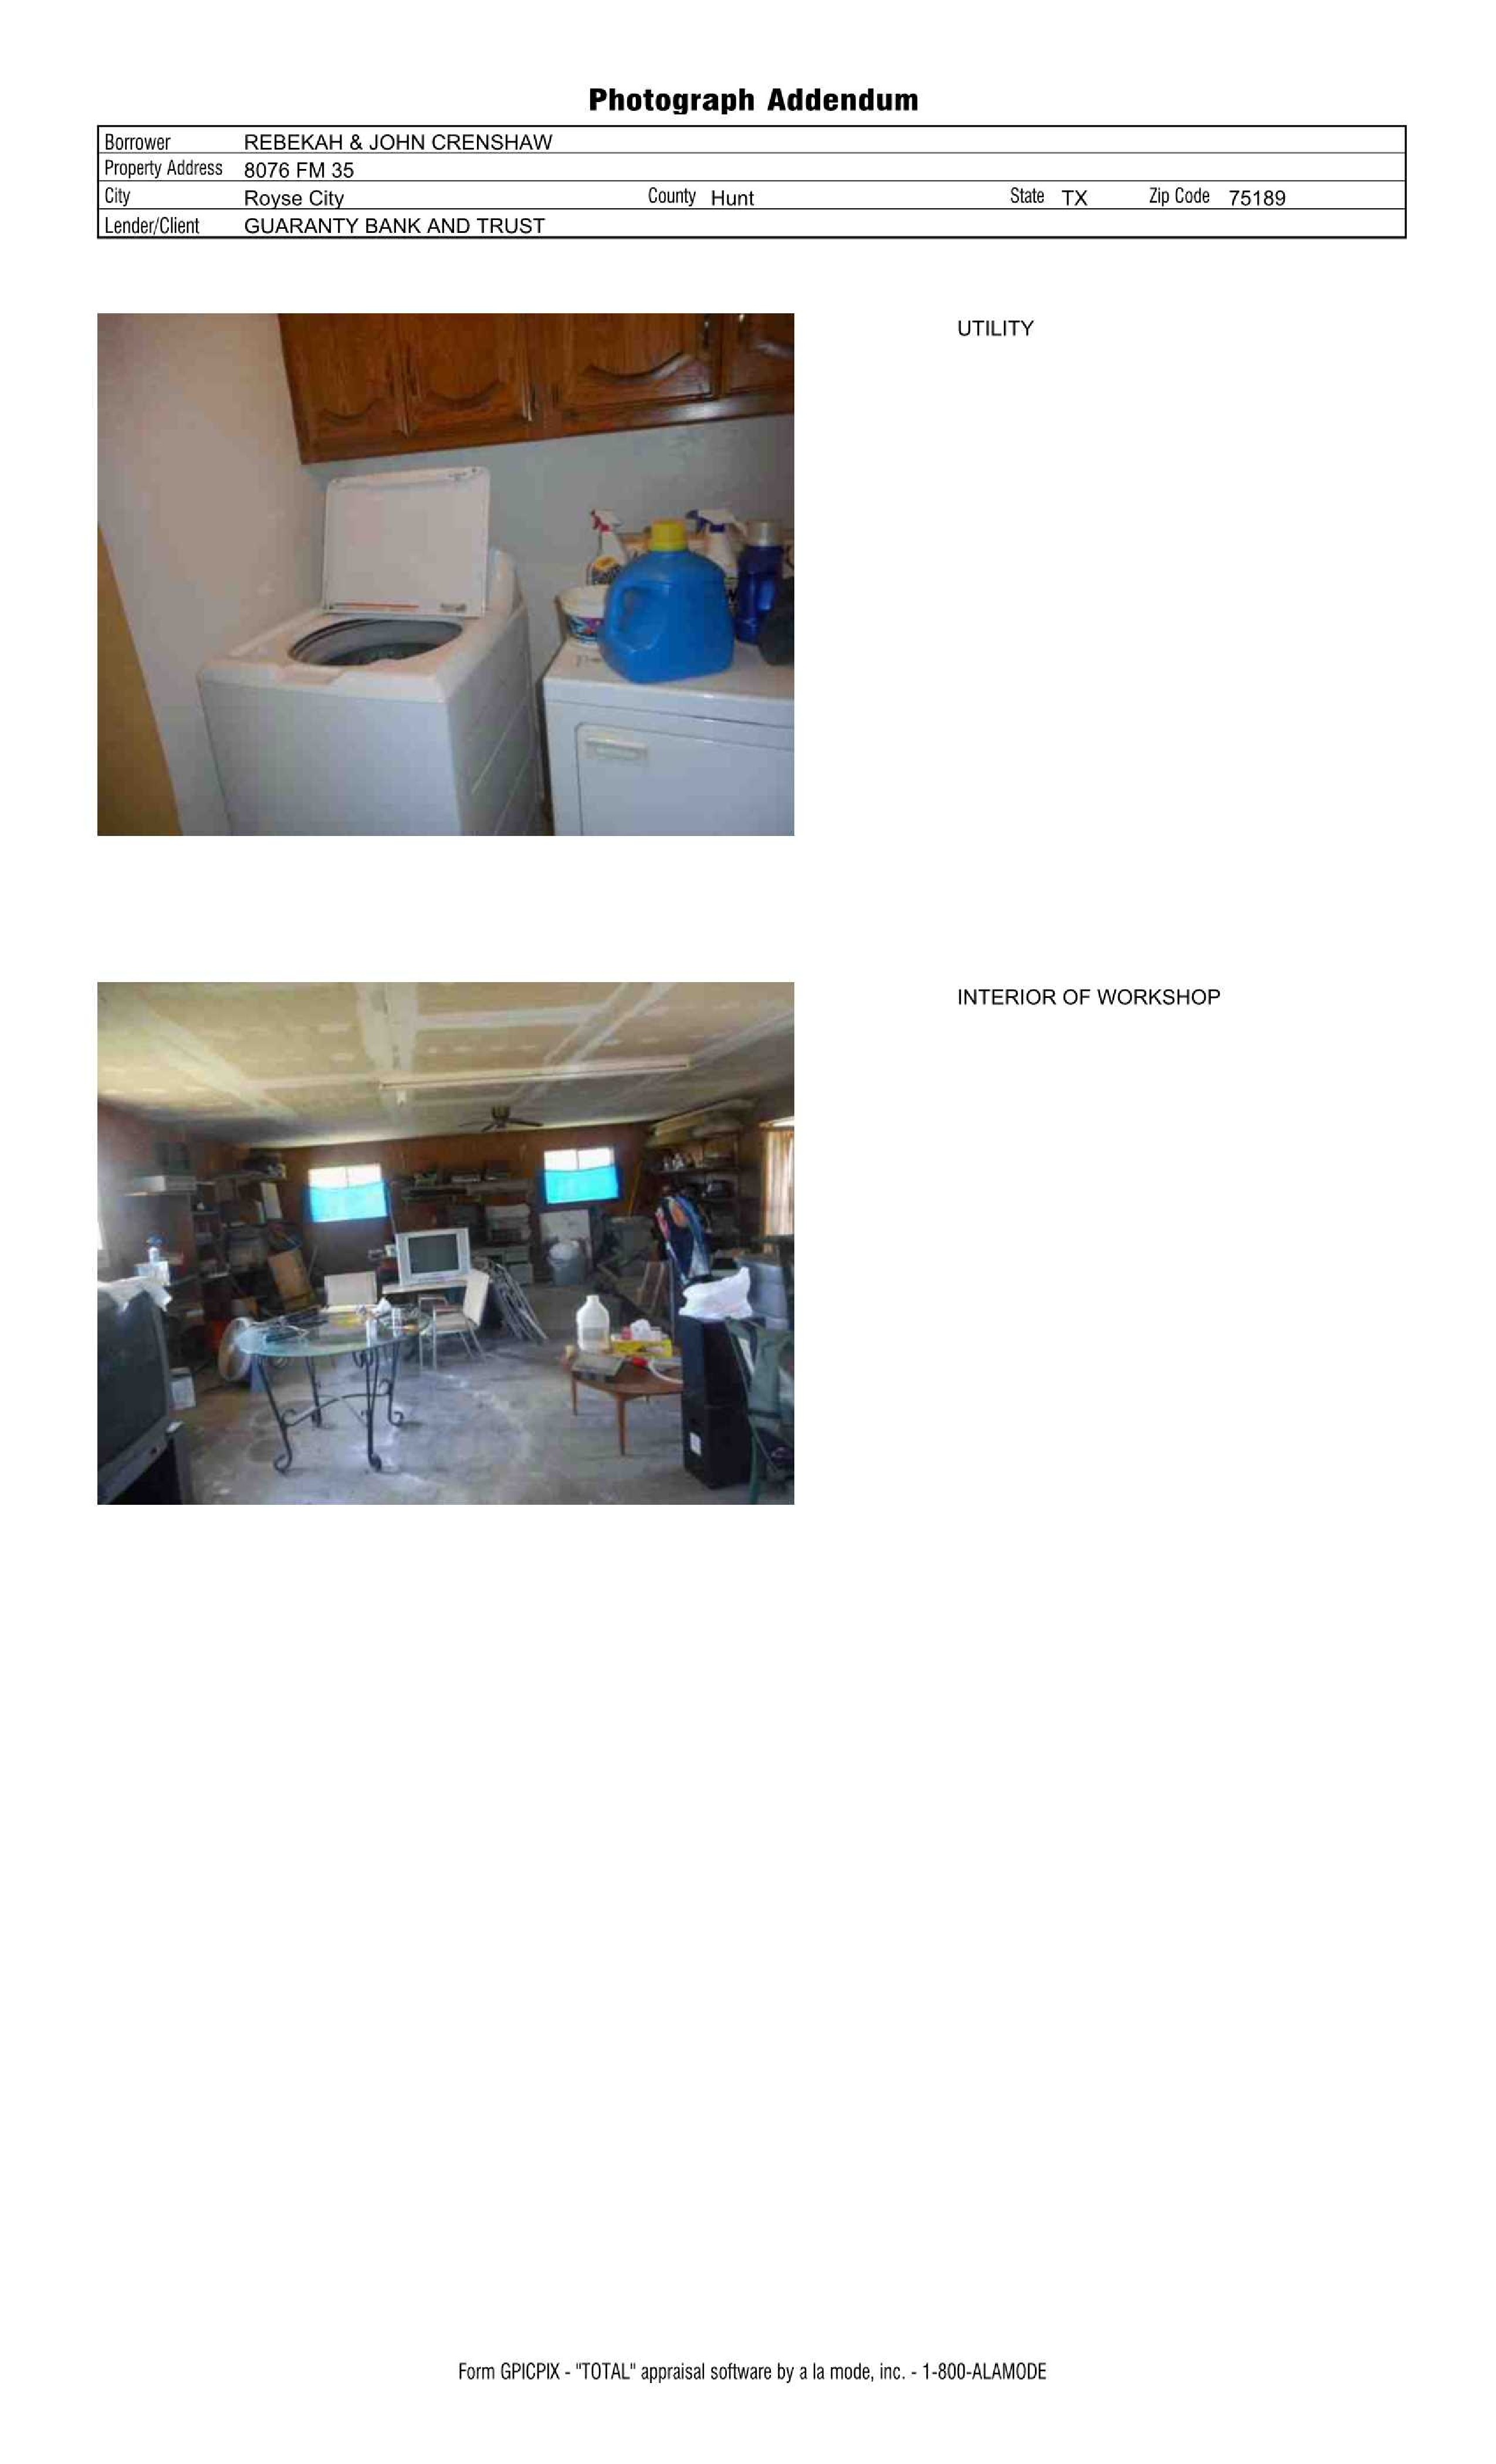 Photograph Addendum
Borrower REBEKAH & JOHN CRENSHAW
Property Address 8076 FM 35
City Royse City County Hunt State TX Zip Code 75189
Lender/Client GUARANTY BANK AND TRUST
UTILITY
INTERIOR OF WORKSHOP
Form GPICPIX - "TOTAL" appraisal software by a la mode, inc. - 1-800-ALAMODE